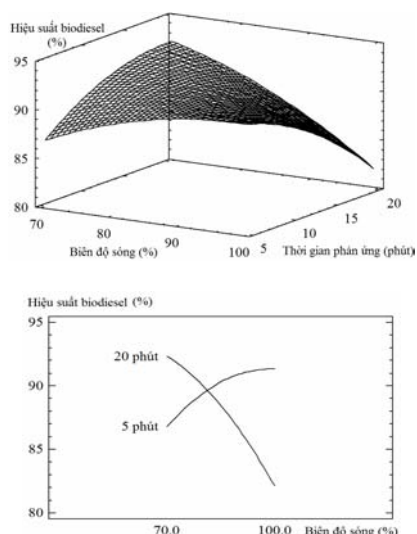 Hiệu suất biodiesel
(%)
95
90
85
80
70
80
90
100
Biên độ sóng (%)
5
10
15
20
Thời gian phản ứng (phút)
Hiệu suất biodiesel (%)
95
90
85
80
20 phút
5 phút
70.0
100.0
Biên độ sóng (%)